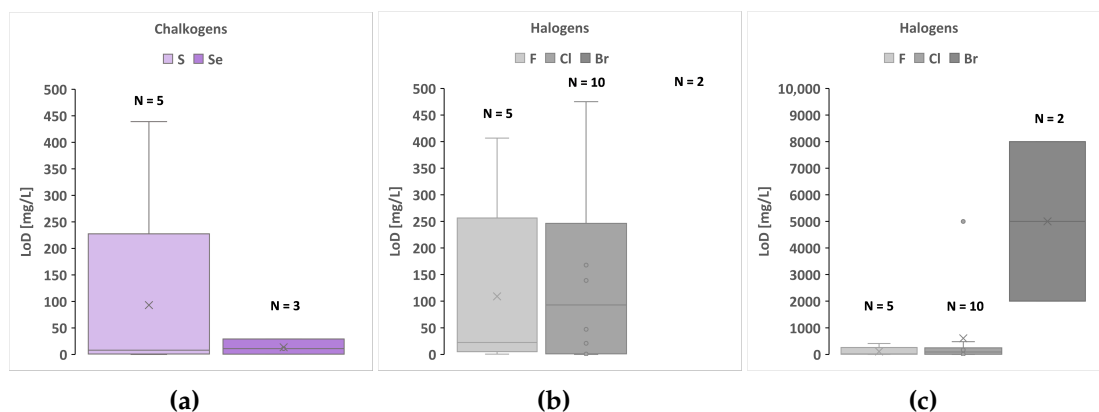 Chalkogens
S Se
N = 5
N = 3
LoD [mg/L]
500
450
400
350
300
250
200
150
100
50
0
(a)
Halogens
F Cl Br
N = 5
N = 10
N = 2
LoD [mg/L]
500
450
400
350
300
250
200
150
100
50
0
(b)
Halogens
F Cl Br
N = 2
N = 5
N = 10
LoD [mg/L]
10,000
9000
8000
7000
6000
5000
4000
3000
2000
1000
0
(c)